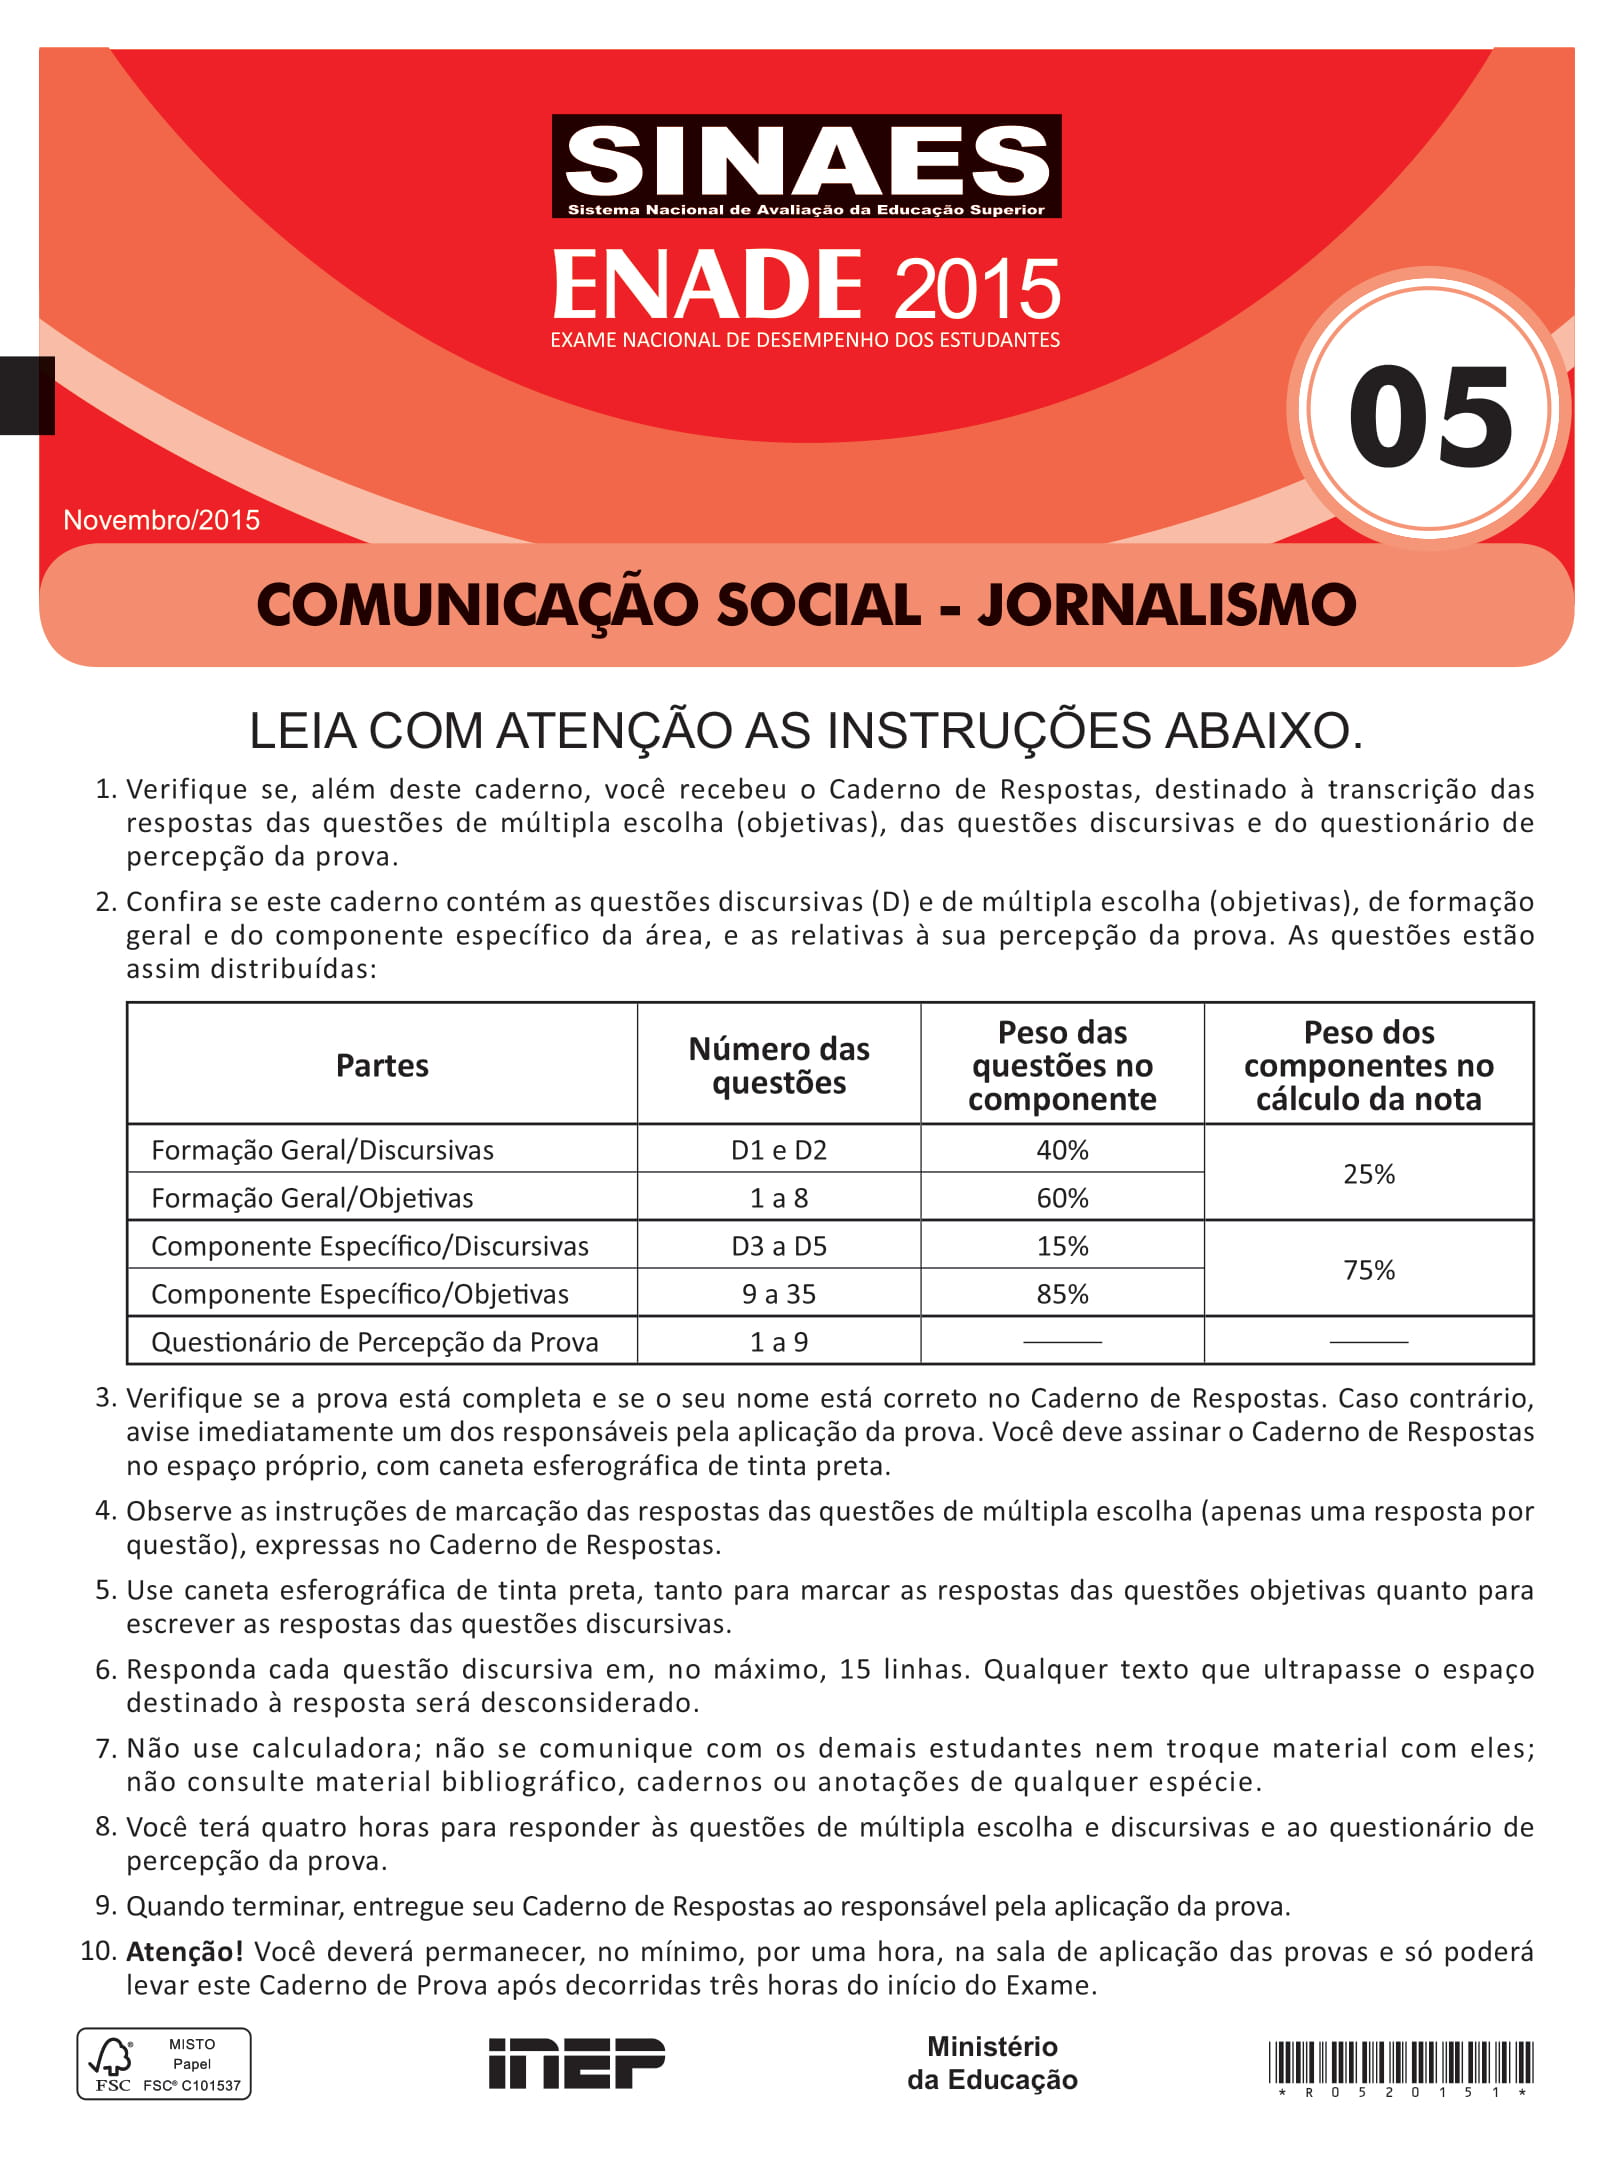 SINAES
Sistema Nacional de Avaliação da Educação Superior
ENADE 2015
EXAME NACIONAL DE DESEMPENHO DOS ESTUDANTES
05
Novembro/2015
COMUNICAÇÃO SOCIAL - JORNALISMO
LEIA COM ATENÇÃO AS INSTRUÇÕES ABAIXO.
1. Verifique se, além deste caderno, você recebeu o Caderno de Respostas, destinado à transcrição das
respostas das questões de múltipla escolha (objetivas), das questões discursivas e do questionário de
percepção da prova.
2. Confira se este caderno contém as questões discursivas (D) e de múltipla escolha (objetivas), de formação
geral e do componente específico da área, e as relativas à sua percepção da prova. As questões estão
assim distribuídas:
Partes
Número das
questões
Peso das
questões no
componente
Peso dos
componentes no
cálculo da nota
Formação Geral/Discursivas D1 e D2 40%
25%
Formação Geral/Objetivas 1 a 8 60%
Componente Específico/Discursivas D3 a D5 15%
75%
Componente Específico/Objetivas 9 a 35 85%
Questionário de Percepção da Prova 1 a 9
3. Verifique se a prova está completa e se o seu nome está correto no Caderno de Respostas. Caso contrário,
avise imediatamente um dos responsáveis pela aplicação da prova. Você deve assinar o Caderno de Respostas
no espaço próprio, com caneta esferográfica de tinta preta.
4. Observe as instruções de marcação das respostas das questões de múltipla escolha (apenas uma resposta por
questão), expressas no Caderno de Respostas.
5. Use caneta esferográfica de tinta preta, tanto para marcar as respostas das questões objetivas quanto para
escrever as respostas das questões discursivas.
6. Responda cada questão discursiva em, no máximo, 15 linhas. Qualquer texto que ultrapasse o espaço
destinado à resposta será desconsiderado.
7. Não use calculadora; não se comunique com os demais estudantes nem troque material com eles;
não consulte material bibliográfico, cadernos ou anotações de qualquer espécie.
8. Você terá quatro horas para responder às questões de múltipla escolha e discursivas e ao questionário de
percepção da prova.
9. Quando terminar, entregue seu Caderno de Respostas ao responsável pela aplicação da prova.
10. Atenção! Você deverá permanecer, no mínimo, por uma hora, na sala de aplicação das provas e só poderá
levar este Caderno de Prova após decorridas três horas do início do Exame.
MISTO
Papel
FSC FSC® C101537
INEP
Ministério
da Educação
* R 0 5 2 0 1 5 1 *